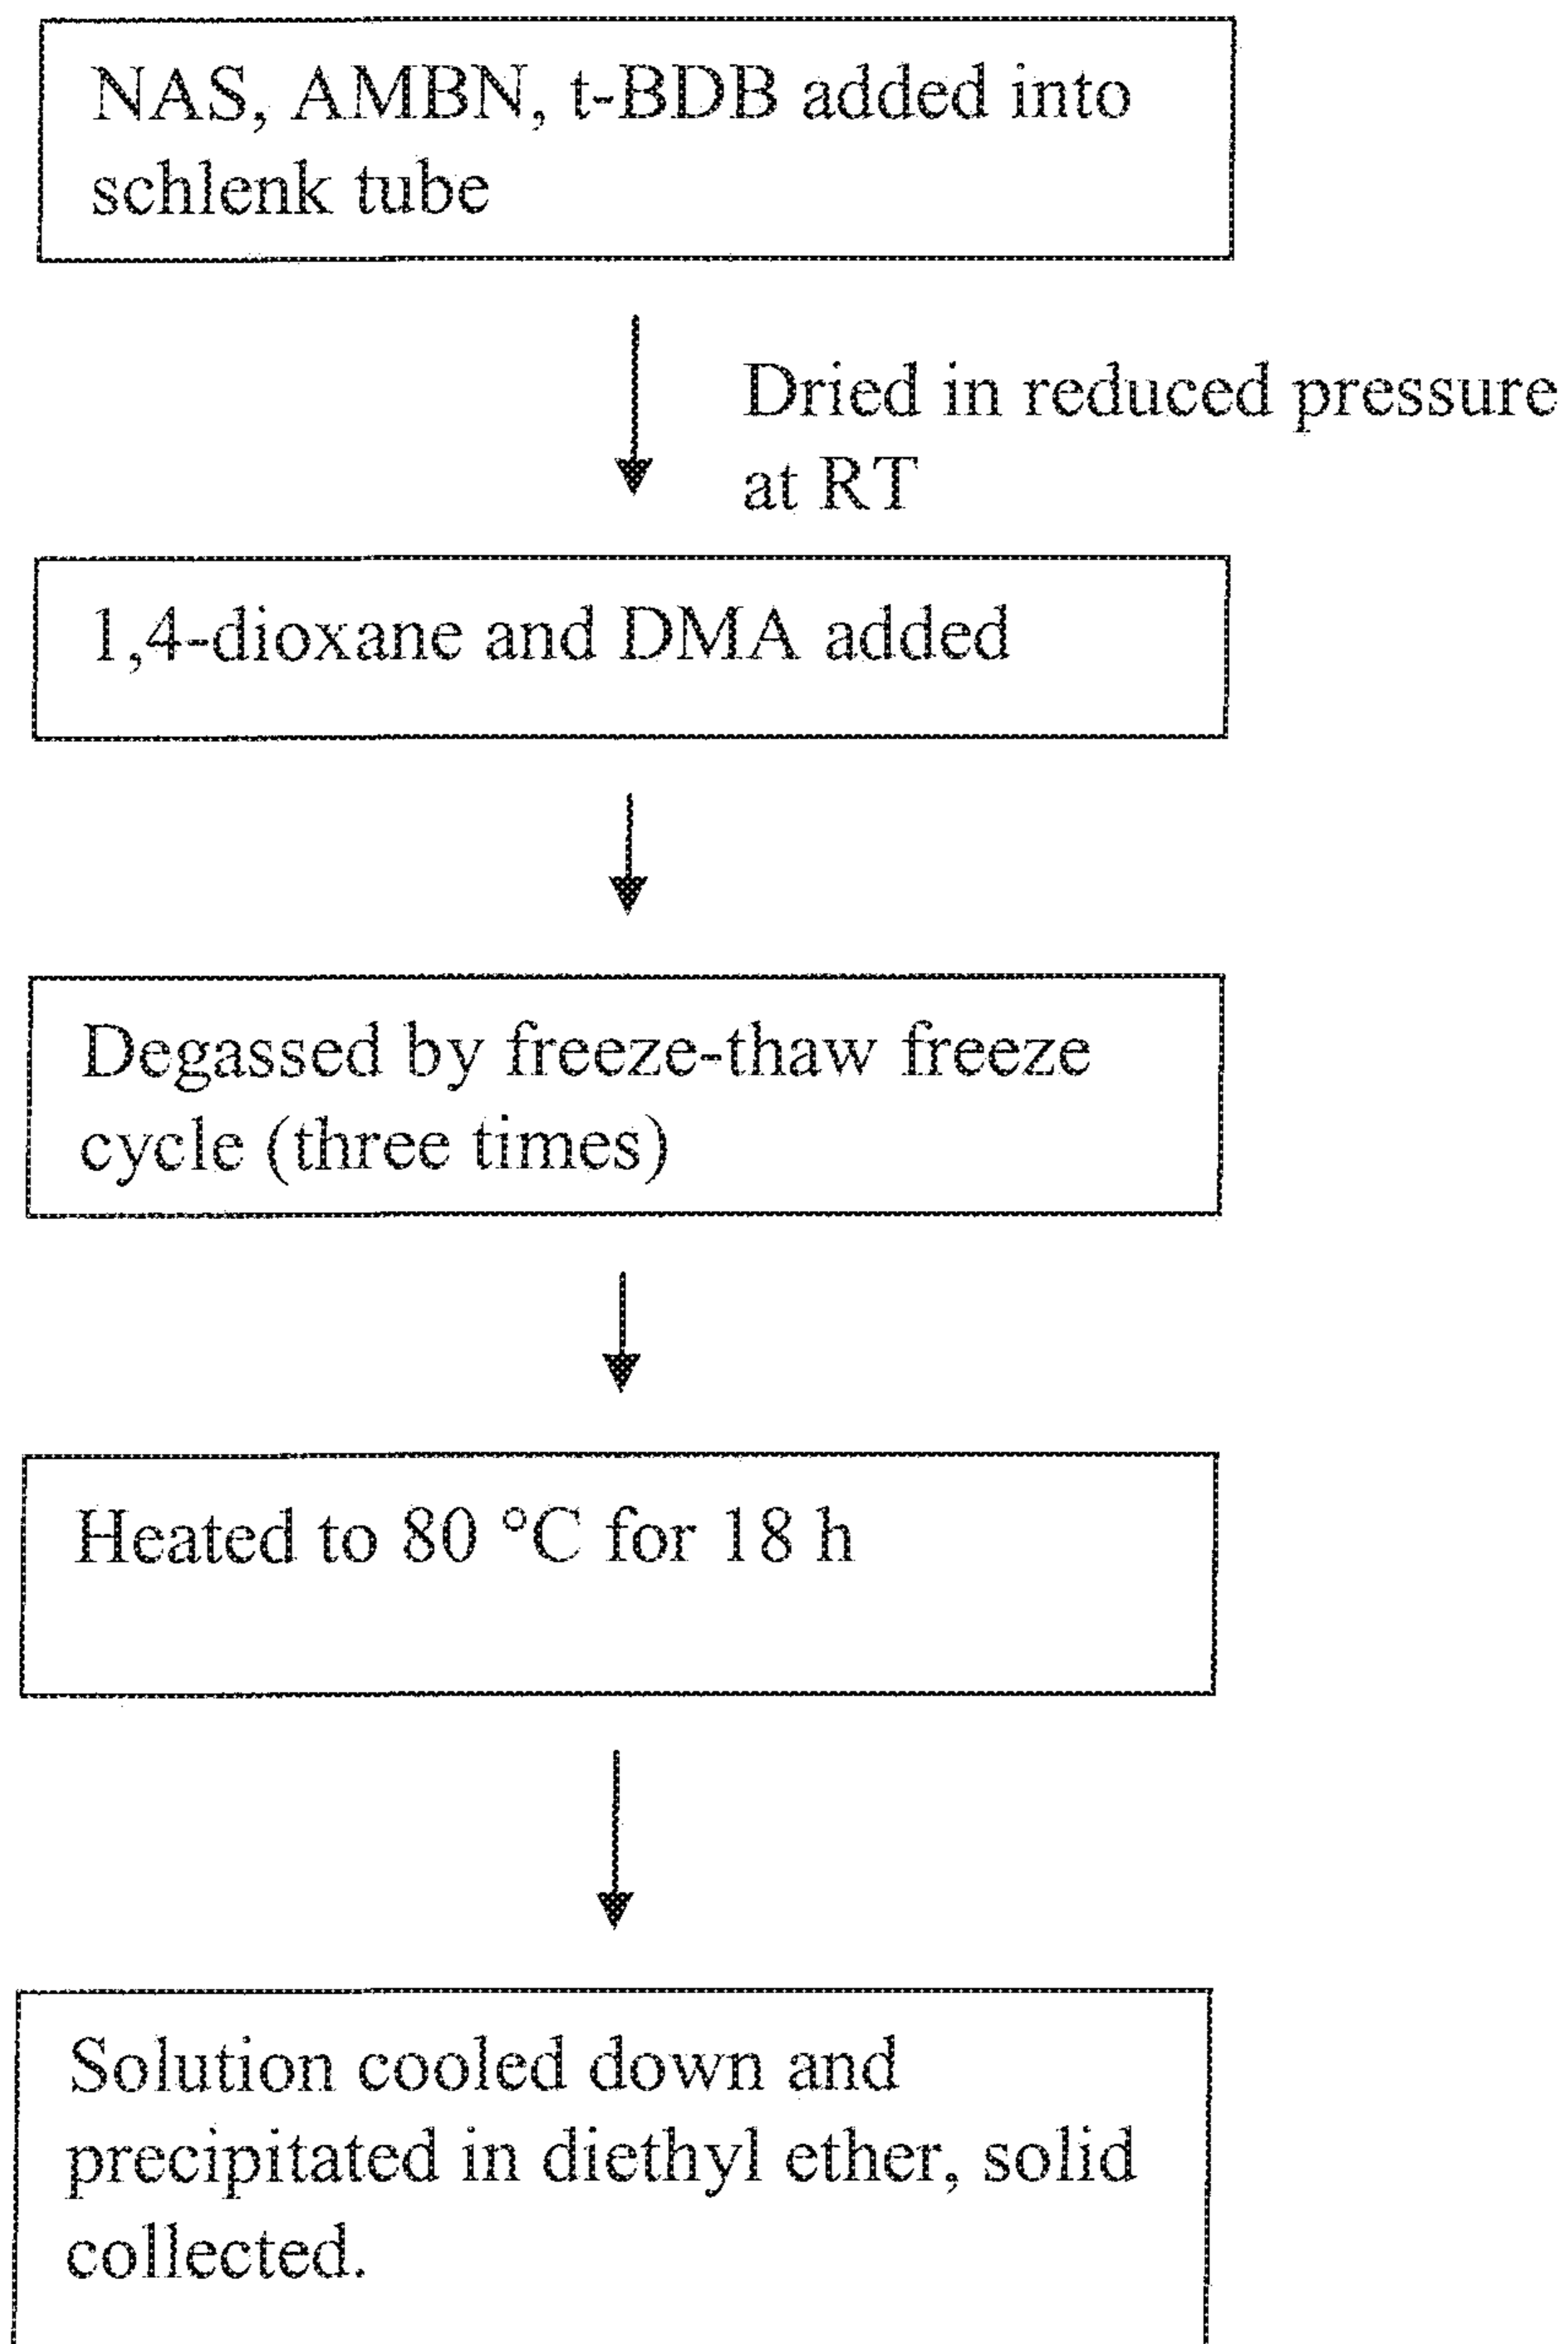 NAS, AMBN, t-BDB added into
schlenk tube
Dried in reduced pressure
at RT
1,4-dioxane and DMA added
Degassed by freeze-thaw freeze
cycle (three times)
Heated to 80 °C for 18 h
Solution cooled down and
precipitated in diethyl ether, solid
collected.